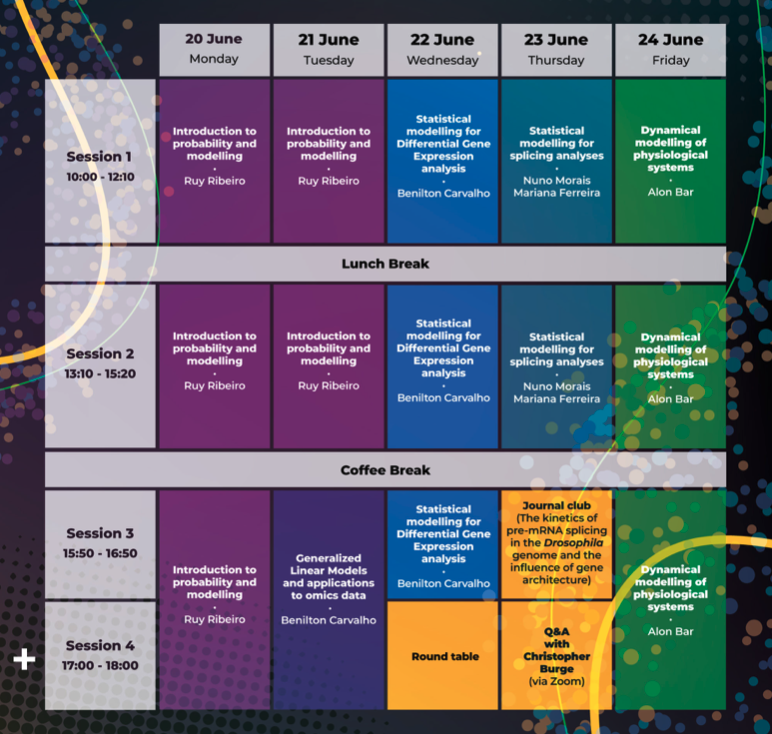 20 June
Monday
21 June
Tuesday
22 June
Wednesday
23 June
Thursday
24 June
Friday
Session 1
10:00 - 12:10
Introduction to
probability and
modelling
Ruy Ribeiro
Introduction to
probability and
modelling
Ruy Ribeiro
Statistical
modelling for
Differential Gene
Expression
analysis
Benilton Carvalho
Statistical
modelling for
splicing analyses
Nuno Morais
Mariana Ferreira
Dynamical
modelling of
physiological
systems
Alon Bar
Lunch Break
Session 2
13:10 - 15:20
Introduction to
probability and
modelling
Ruy Ribeiro
Introduction to
probability and
modelling
Ruy Ribeiro
Statistical
modelling for
Differential Gene
Expression
analysis
Benilton Carvalho
Statistical
modelling for
splicing analyses
Nuno Morais
Mariana Ferreira
Dynamical
modelling of
physiological
systems
Alon Bar
Coffee Break
Session 3
15:50 - 16:50
Introduction to
probability and
modelling
Ruy Ribeiro
Generalized
Linear Models
and applications
to omics data
Benilton Carvalho
Statistical
modelling for
Differential Gene
Expression
analysis
Benilton Carvalho
Journal club
(The kinetics of
pre-mRNA splicing
in the Drosophila
genome and the
influence of gene
architecture)
Dynamical
modelling of
physiological
systems
Alon Bar
+
Session 4
17:00 - 18:00
Round table
Q&A
with
Christopher
Burge
(via Zoom)